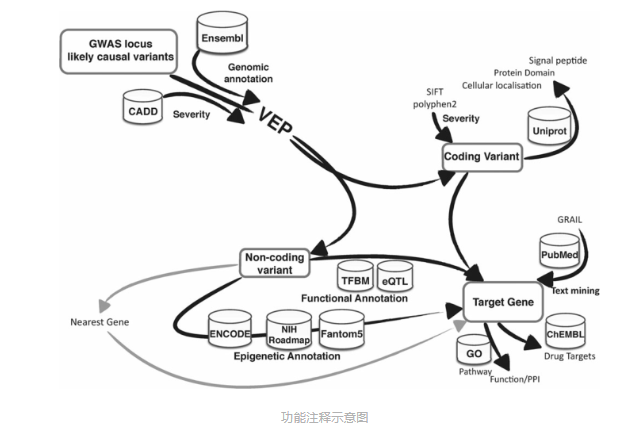 GWAS locus
likely causal variants
Ensembl
Genomic
annotation
CADD
Severity
VEP
SIFT
polyphen2
Severity
Signal peptide
Protein Domain
Cellular localisation
Uniprot
Coding Variant
GRAIL
PubMed
Text mining
Non-coding
variant
TFBM
eQTL
Functional Annotation
Target Gene
Nearest Gene
ENCODE
NIH
Roadmap
Fantom5
Epigenetic Annotation
GO
Pathway
Function/PPI
ChEMBL
Drug Targets
功能注释示意图